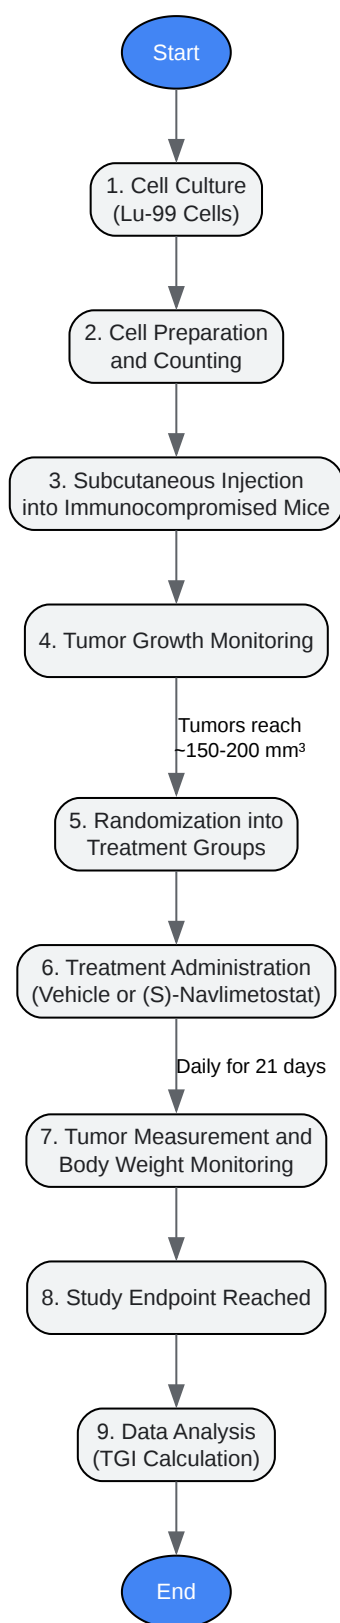 Start
1. Cell Culture
(Lu-99 Cells)
2. Cell Preparation
and Counting
3. Subcutaneous Injection
into Immunocompromised Mice
4. Tumor Growth Monitoring
Tumors reach
~150-200 mm³
5. Randomization into
Treatment Groups
6. Treatment Administration
(Vehicle or (S)-Navlimetostat)
Daily for 21 days
7. Tumor Measurement and
Body Weight Monitoring
8. Study Endpoint Reached
9. Data Analysis
(TGI Calculation)
End